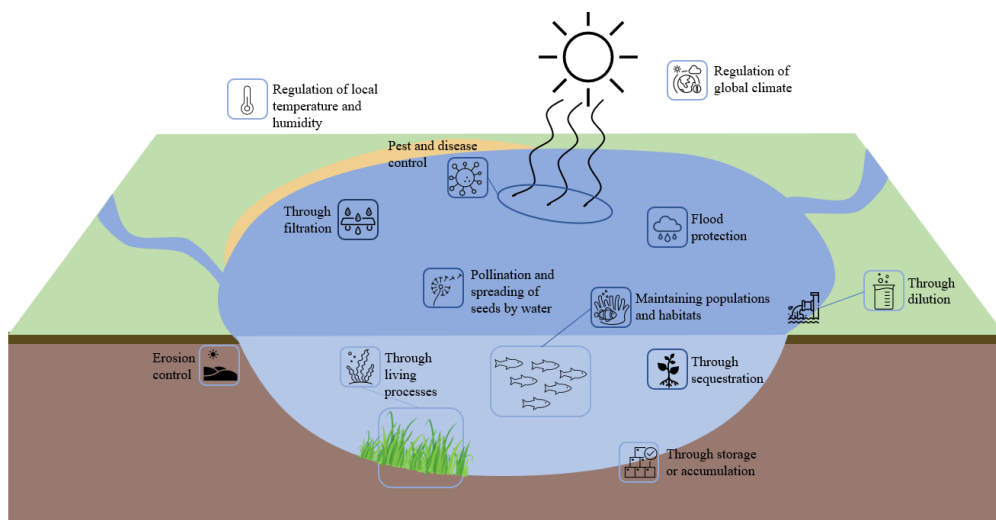 Regulation of local
temperature and
humidity
Regulation of
global climate
Pest and disease
control
Through
filtration
Flood
protection
Pollination and
spreading of
seeds by water
Maintaining populations
and habitats
Through
dilution
Erosion
control
Through
living
processes
Through
sequestration
Through storage
or accumulation